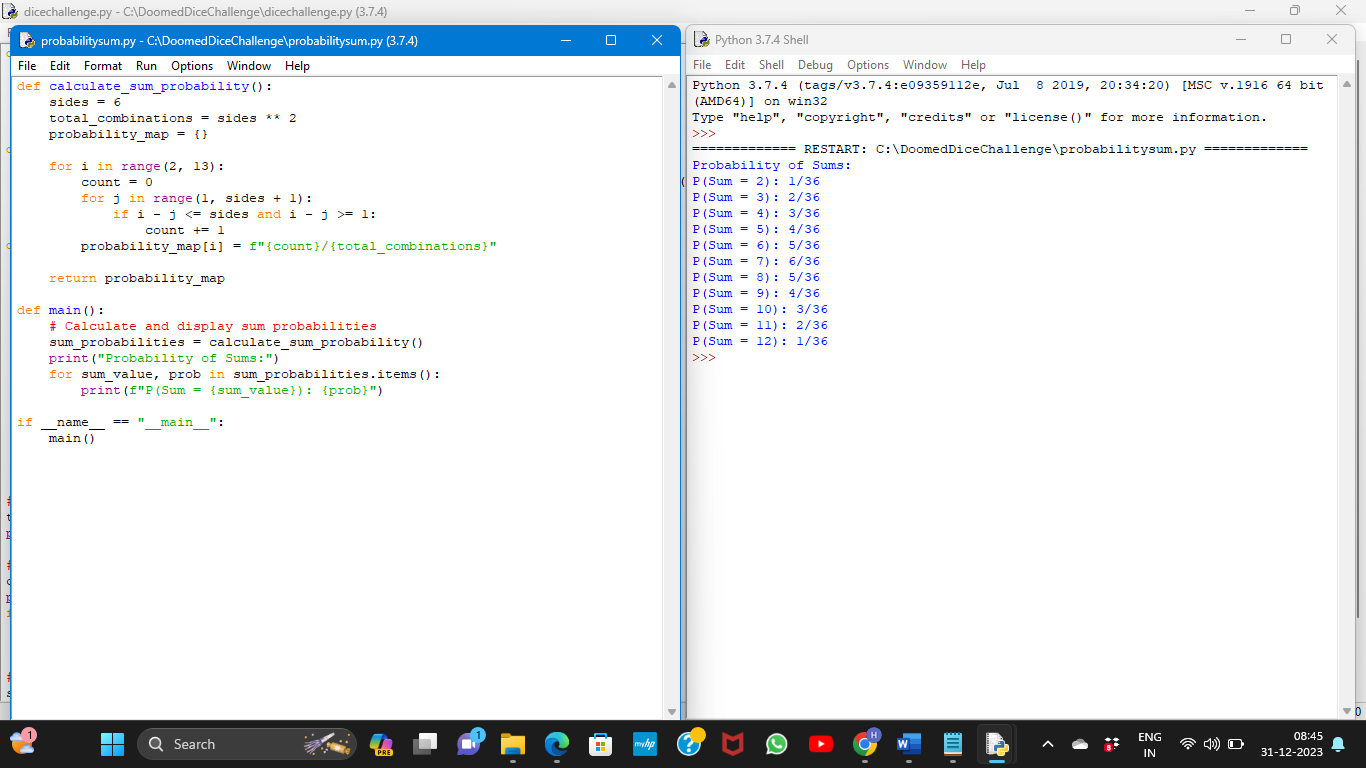 dicechallenge.py - C:\DoomedDiceChallenge\dicechallenge.py (3.7.4)
probabilitysum.py - C:\DoomedDiceChallenge\probabilitysum.py (3.7.4)
File Edit Format Run Options Window Help
def calculate_sum_probability():
    sides = 6
    total_combinations = sides ** 2
    probability_map = {}
    for i in range(2, 13):
        count = 0
        for j in range(1, sides + 1):
            if i - j <= sides and i - j >= 1:
                count += 1
        probability_map[i] = f"{count}/{total_combinations}"
    return probability_map
def main():
    # Calculate and display sum probabilities
    sum_probabilities = calculate_sum_probability()
    print("Probability of Sums:")
    for sum_value, prob in sum_probabilities.items():
        print(f"P(Sum = {sum_value}): {prob}")
if __name__ == "__main__":
    main()
Python 3.7.4 Shell
File Edit Shell Debug Options Window Help
Python 3.7.4 (tags/v3.7.4:e09359112e, Jul  8 2019, 20:34:20) [MSC v.1916 64 bit
(AMD64)] on win32
Type "help", "copyright", "credits" or "license()" for more information.
>>>
============= RESTART: C:\DoomedDiceChallenge\probabilitysum.py =============
Probability of Sums:
P(Sum = 2): 1/36
P(Sum = 3): 2/36
P(Sum = 4): 3/36
P(Sum = 5): 4/36
P(Sum = 6): 5/36
P(Sum = 7): 6/36
P(Sum = 8): 5/36
P(Sum = 9): 4/36
P(Sum = 10): 3/36
P(Sum = 11): 2/36
P(Sum = 12): 1/36
>>>
1
Search
PRE
1
myhp
H
8
ENG
IN
08:45
31-12-2023